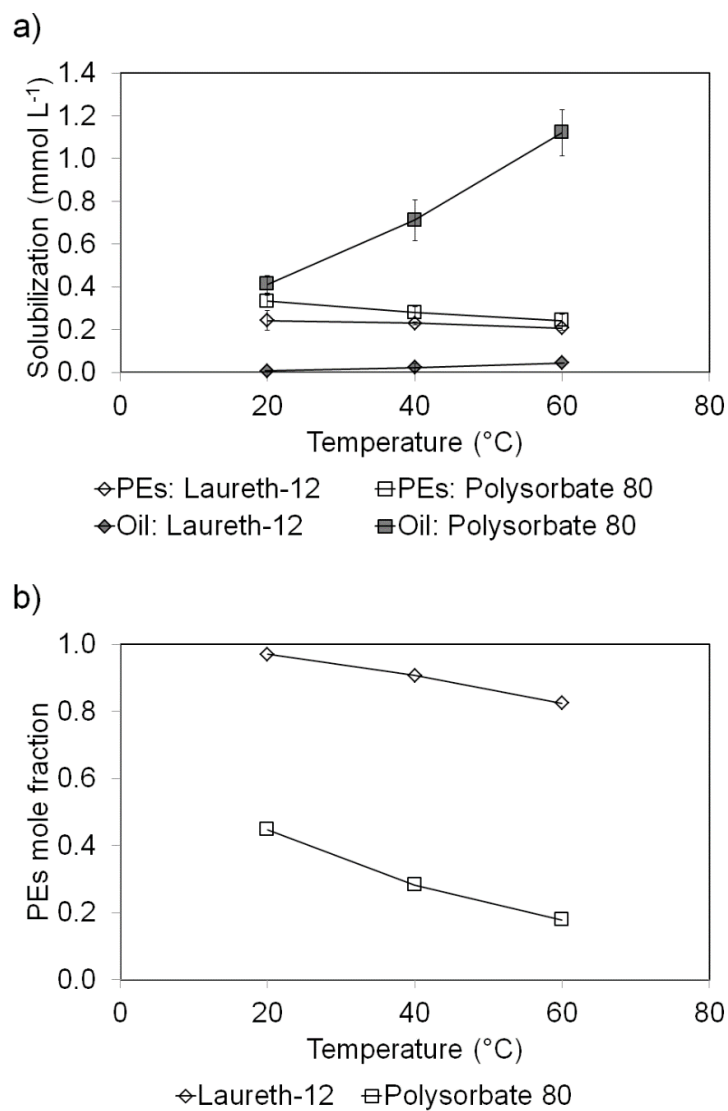 a)
1.4
1.2
1.0
0.8
0.6
0.4
0.2
0.0
Solubilization (mmol L⁻¹)
0 20 40 60 80
Temperature (°C)
PEs: Laureth-12 PEs: Polysorbate 80
Oil: Laureth-12 Oil: Polysorbate 80
b)
1.0
0.8
0.6
0.4
0.2
0.0
PEs mole fraction
0 20 40 60 80
Temperature (°C)
Laureth-12 Polysorbate 80